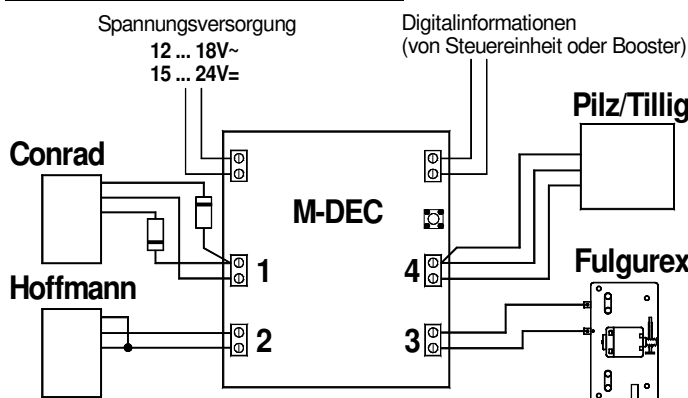 Spannungsversorgung
12 ... 18V~
15 ... 24V=
Digitalinformationen
(von Steuereinheit oder Booster)
Pilz/Tillig
Conrad
M-DEC
1
4
Hoffmann
Fulgurex
2
3